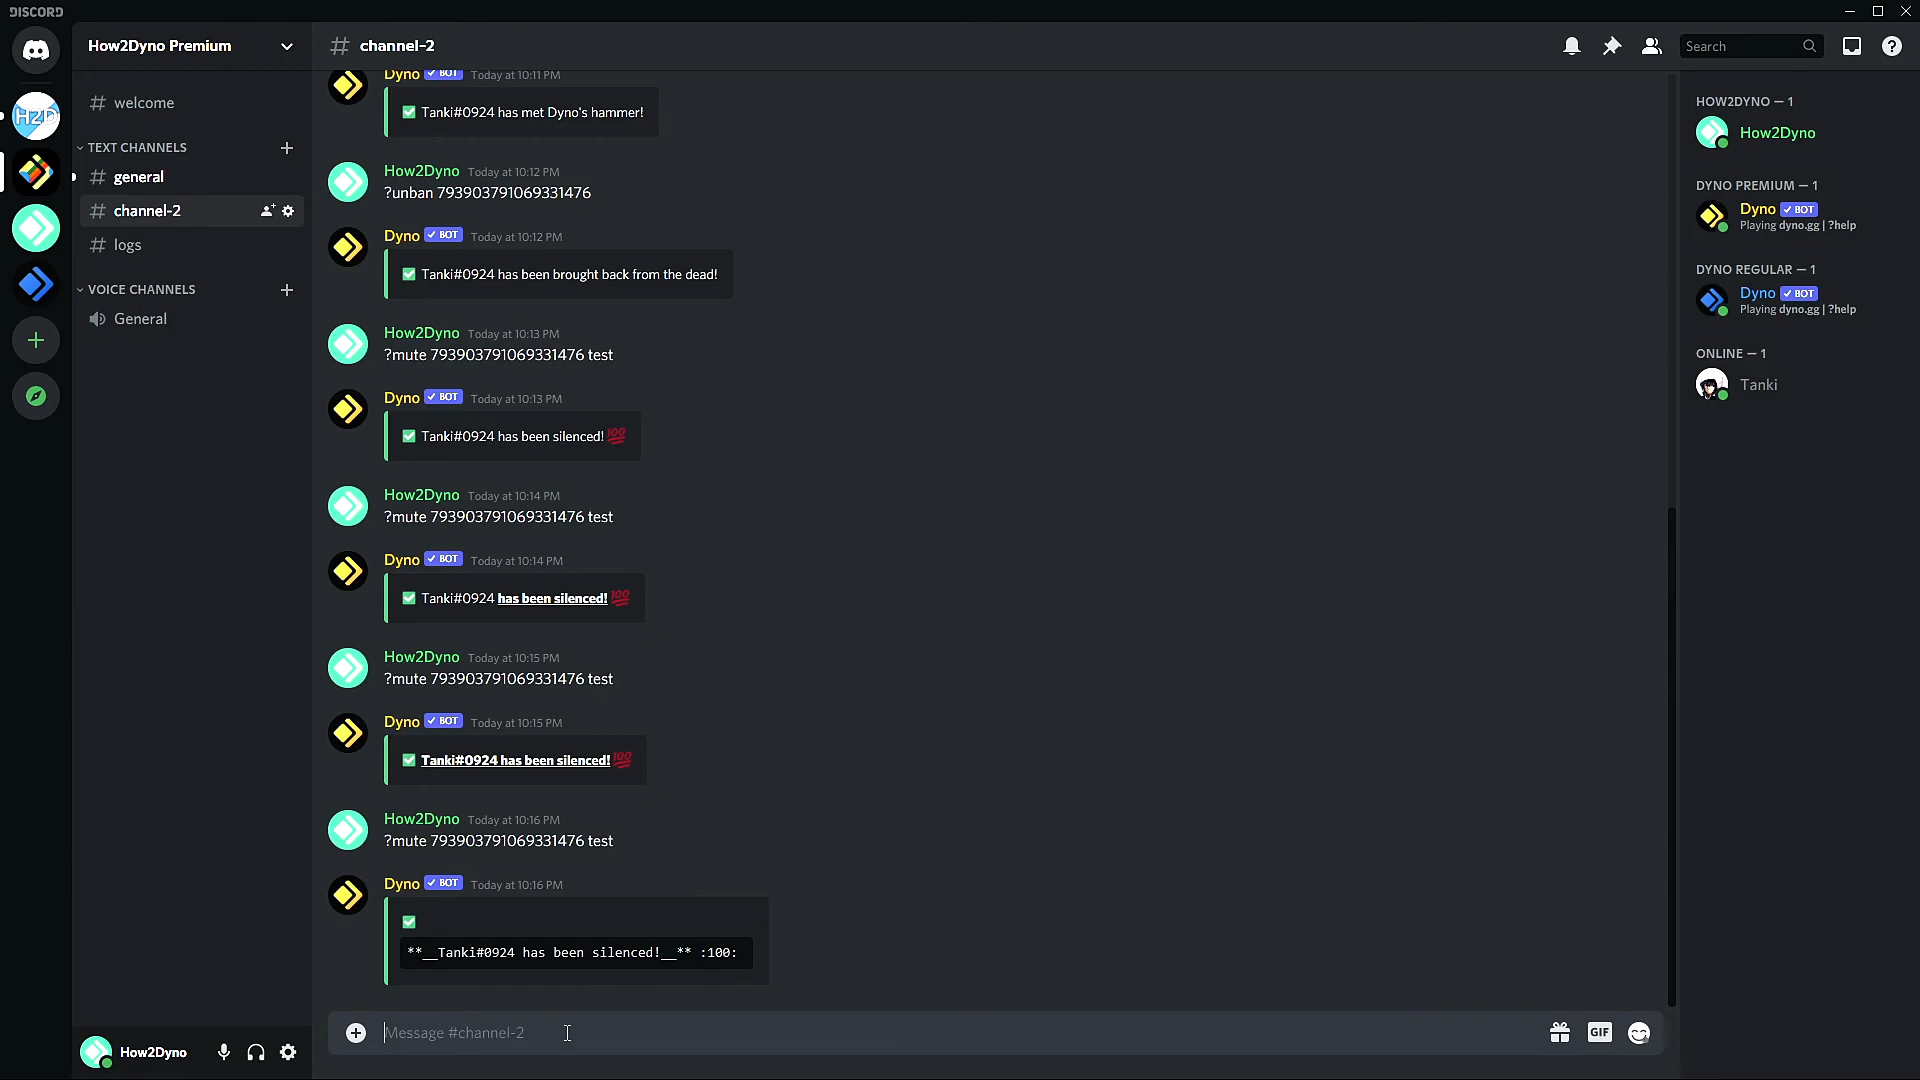 DISCORD
How2Dyno Premium
# channel-2
Search
H2D
# welcome
TEXT CHANNELS
# general
# channel-2
# logs
VOICE CHANNELS
General
Dyno ✓ BOT Today at 10:11 PM
✅ Tanki#0924 has met Dyno's hammer!
How2Dyno Today at 10:12 PM
?unban 793903791069331476
Dyno ✓ BOT Today at 10:12 PM
✅ Tanki#0924 has been brought back from the dead!
How2Dyno Today at 10:13 PM
?mute 793903791069331476 test
Dyno ✓ BOT Today at 10:13 PM
✅ Tanki#0924 has been silenced! 💯
How2Dyno Today at 10:14 PM
?mute 793903791069331476 test
Dyno ✓ BOT Today at 10:14 PM
✅ Tanki#0924 has been silenced! 💯
How2Dyno Today at 10:15 PM
?mute 793903791069331476 test
Dyno ✓ BOT Today at 10:15 PM
✅ Tanki#0924 has been silenced! 💯
How2Dyno Today at 10:16 PM
?mute 793903791069331476 test
Dyno ✓ BOT Today at 10:16 PM
✅
**__Tanki#0924 has been silenced!__** :100:
Message #channel-2
GIF
How2Dyno
HOW2DYNO — 1
How2Dyno
DYNO PREMIUM — 1
Dyno ✓ BOT
Playing dyno.gg | ?help
DYNO REGULAR — 1
Dyno ✓ BOT
Playing dyno.gg | ?help
ONLINE — 1
Tanki